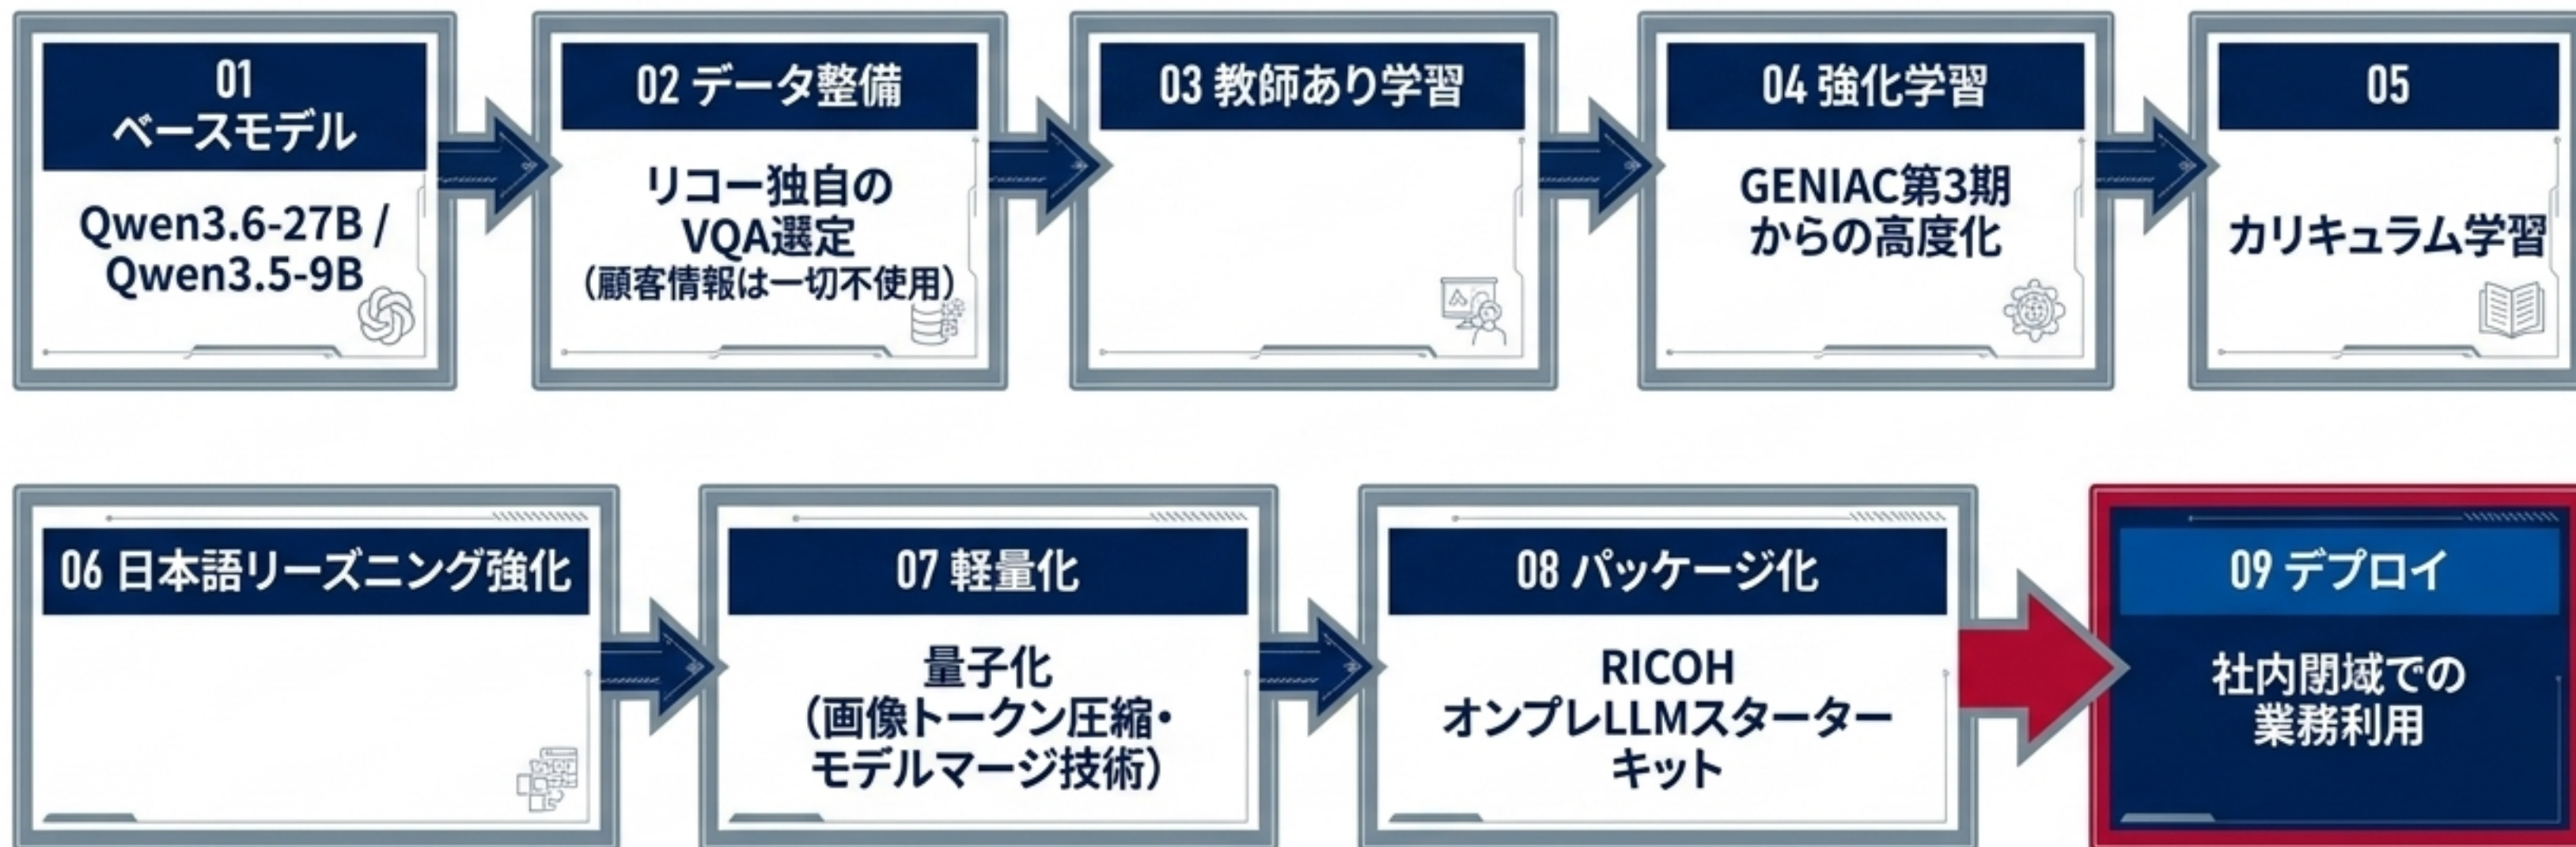 01
ベースモデル
Qwen3.6-27B /
Qwen3.5-9B
02 データ整備
リコー独自の
VQA選定
（顧客情報は一切不使用）
03 教師あり学習
04 強化学習
GENIAC第3期
からの高度化
05
カリキュラム学習
06 日本語リーズニング強化
07 軽量化
量子化
（画像トークン圧縮・
モデルマージ技術）
08 パッケージ化
RICOH
オンプレLLMスターター
キット
09 デプロイ
社内閉域での
業務利用